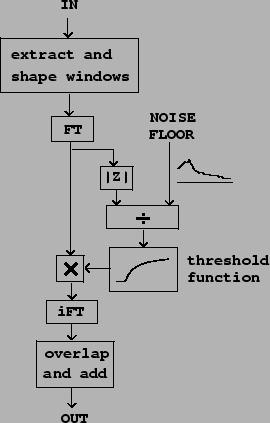 IN
extract and
shape windows
FT
NOISE
FLOOR
|Z|
÷
threshold
function
×
iFT
overlap
and add
OUT